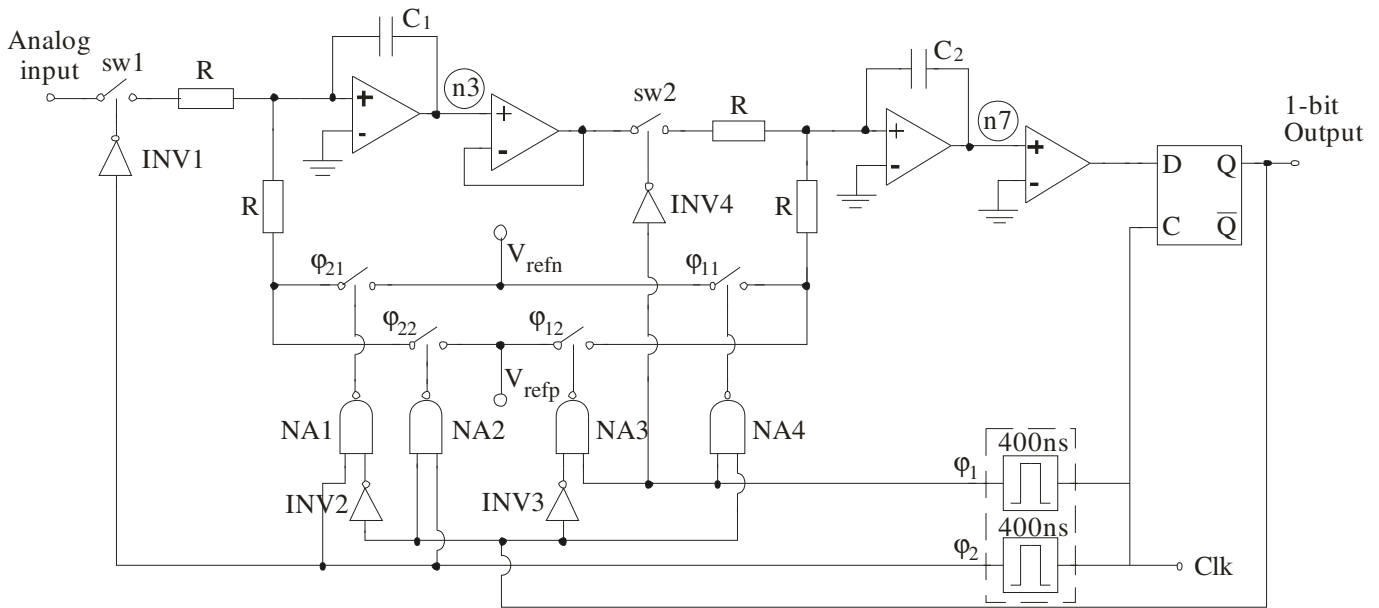 Analog
input
sw1
R
C₁
+
-
n3
+
-
sw2
R
C₂
+
-
n7
+
-
1-bit
Output
D Q
C Q̅
INV1
R
INV4
R
φ₂₁
Vrefn
φ₁₁
φ₂₂
φ₁₂
Vrefp
NA1
NA2
NA3
NA4
400ns
φ₁
INV2
INV3
400ns
φ₂
Clk